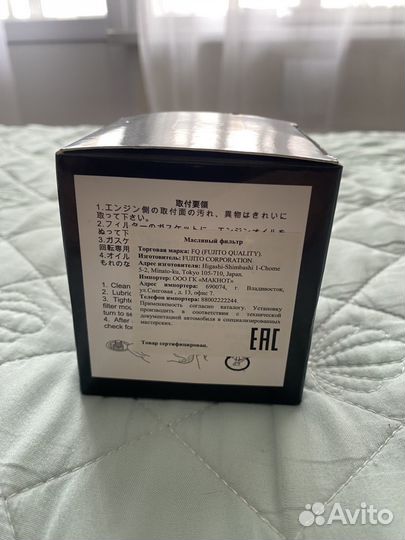 取付要領
1.エンジン側の取付面の汚れ、異物はきれいに
取って下さい。
2.フィルターのガスケットに、エンジンオイルを
ぬって下
3.ガスケ
回転専用
4.オイル
れのな
1. Clean
2. Lubric
3. Tighte
filter mou
turn to se
4. After
check for
Масляный фильтр
Торговая марка: FQ (FUJITO QUALITY).
Изготовитель: FUJITO CORPORATION.
Адрес изготовителя: Higashi-Shimbashi 1-Chome
5-2, Minato-ku, Tokyo 105-710, Japan.
Импортер: ООО ГК «МАКНОТ»
Адрес импортера: 690074, г. Владивосток,
ул.Снеговая , д.13, офис 7.
Телефон импортера: 88002222244.
Применяемость согласно каталогу. Установку
производить в соответствии с технической
документацией автомобиля в специализированных
мастерских.
Товар сертифицирован.
EAC
Avito